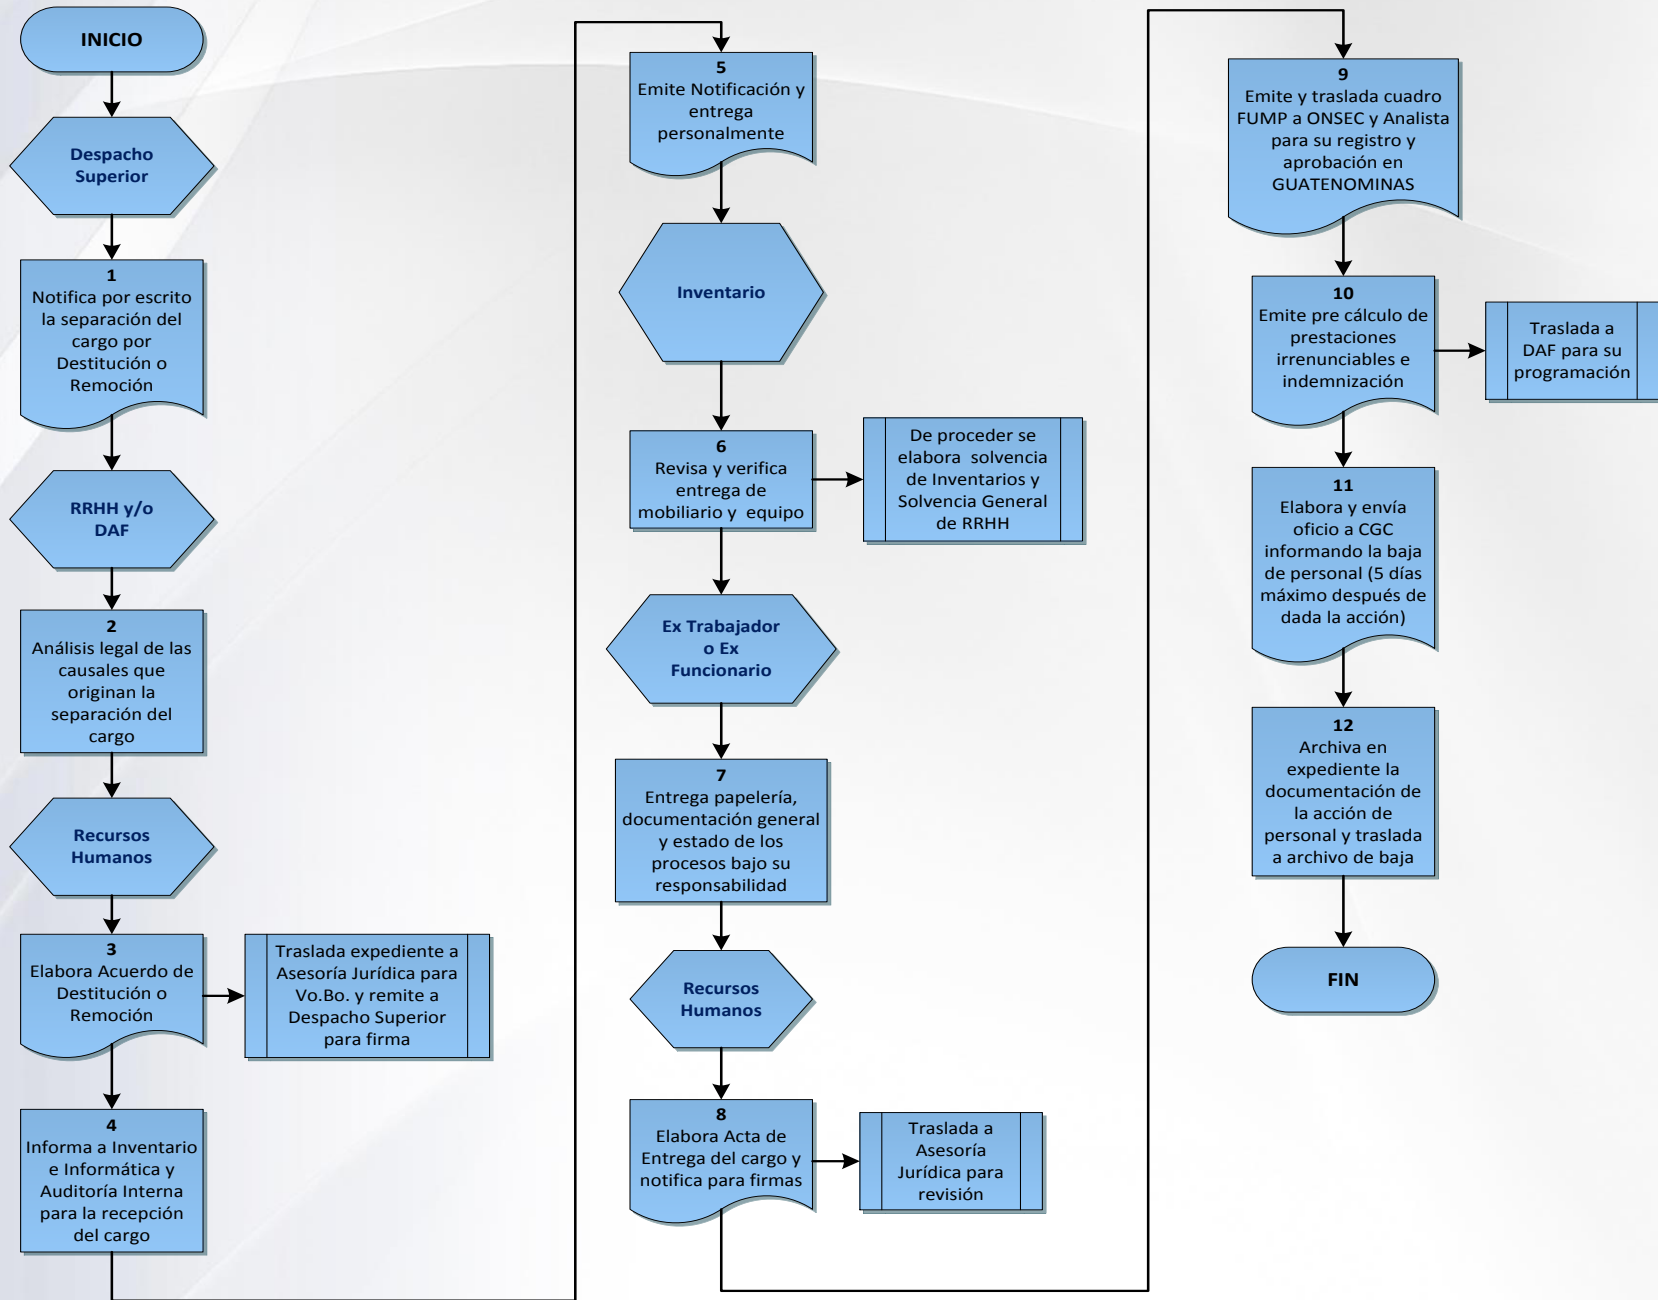 INICIO
Despacho
Superior
1
Notifica por escrito
la separación del
cargo por
Destitución o
Remoción
RRHH y/o
DAF
2
Análisis legal de las
causales que
originan la
separación del
cargo
Recursos
Humanos
3
Elabora Acuerdo de
Destitución o
Remoción
Traslada expediente a
Asesoría Jurídica para
Vo.Bo. y remite a
Despacho Superior
para firma
4
Informa a Inventario
e Informática y
Auditoría Interna
para la recepción
del cargo
5
Emite Notificación y
entrega
personalmente
Inventario
6
Revisa y verifica
entrega de
mobiliario y equipo
De proceder se
elabora solvencia
de Inventarios y
Solvencia General
de RRHH
Ex Trabajador
o Ex
Funcionario
7
Entrega papelería,
documentación general
y estado de los
procesos bajo su
responsabilidad
Recursos
Humanos
8
Elabora Acta de
Entrega del cargo y
notifica para firmas
Traslada a
Asesoría
Jurídica para
revisión
9
Emite y traslada cuadro
FUMP a ONSEC y Analista
para su registro y
aprobación en
GUATENOMINAS
10
Emite pre cálculo de
prestaciones
irrenunciables e
indemnización
Traslada a
DAF para su
programación
11
Elabora y envía
oficio a CGC
informando la baja
de personal (5 días
máximo después de
dada la acción)
12
Archiva en
expediente la
documentación de
la acción de
personal y traslada
a archivo de baja
FIN